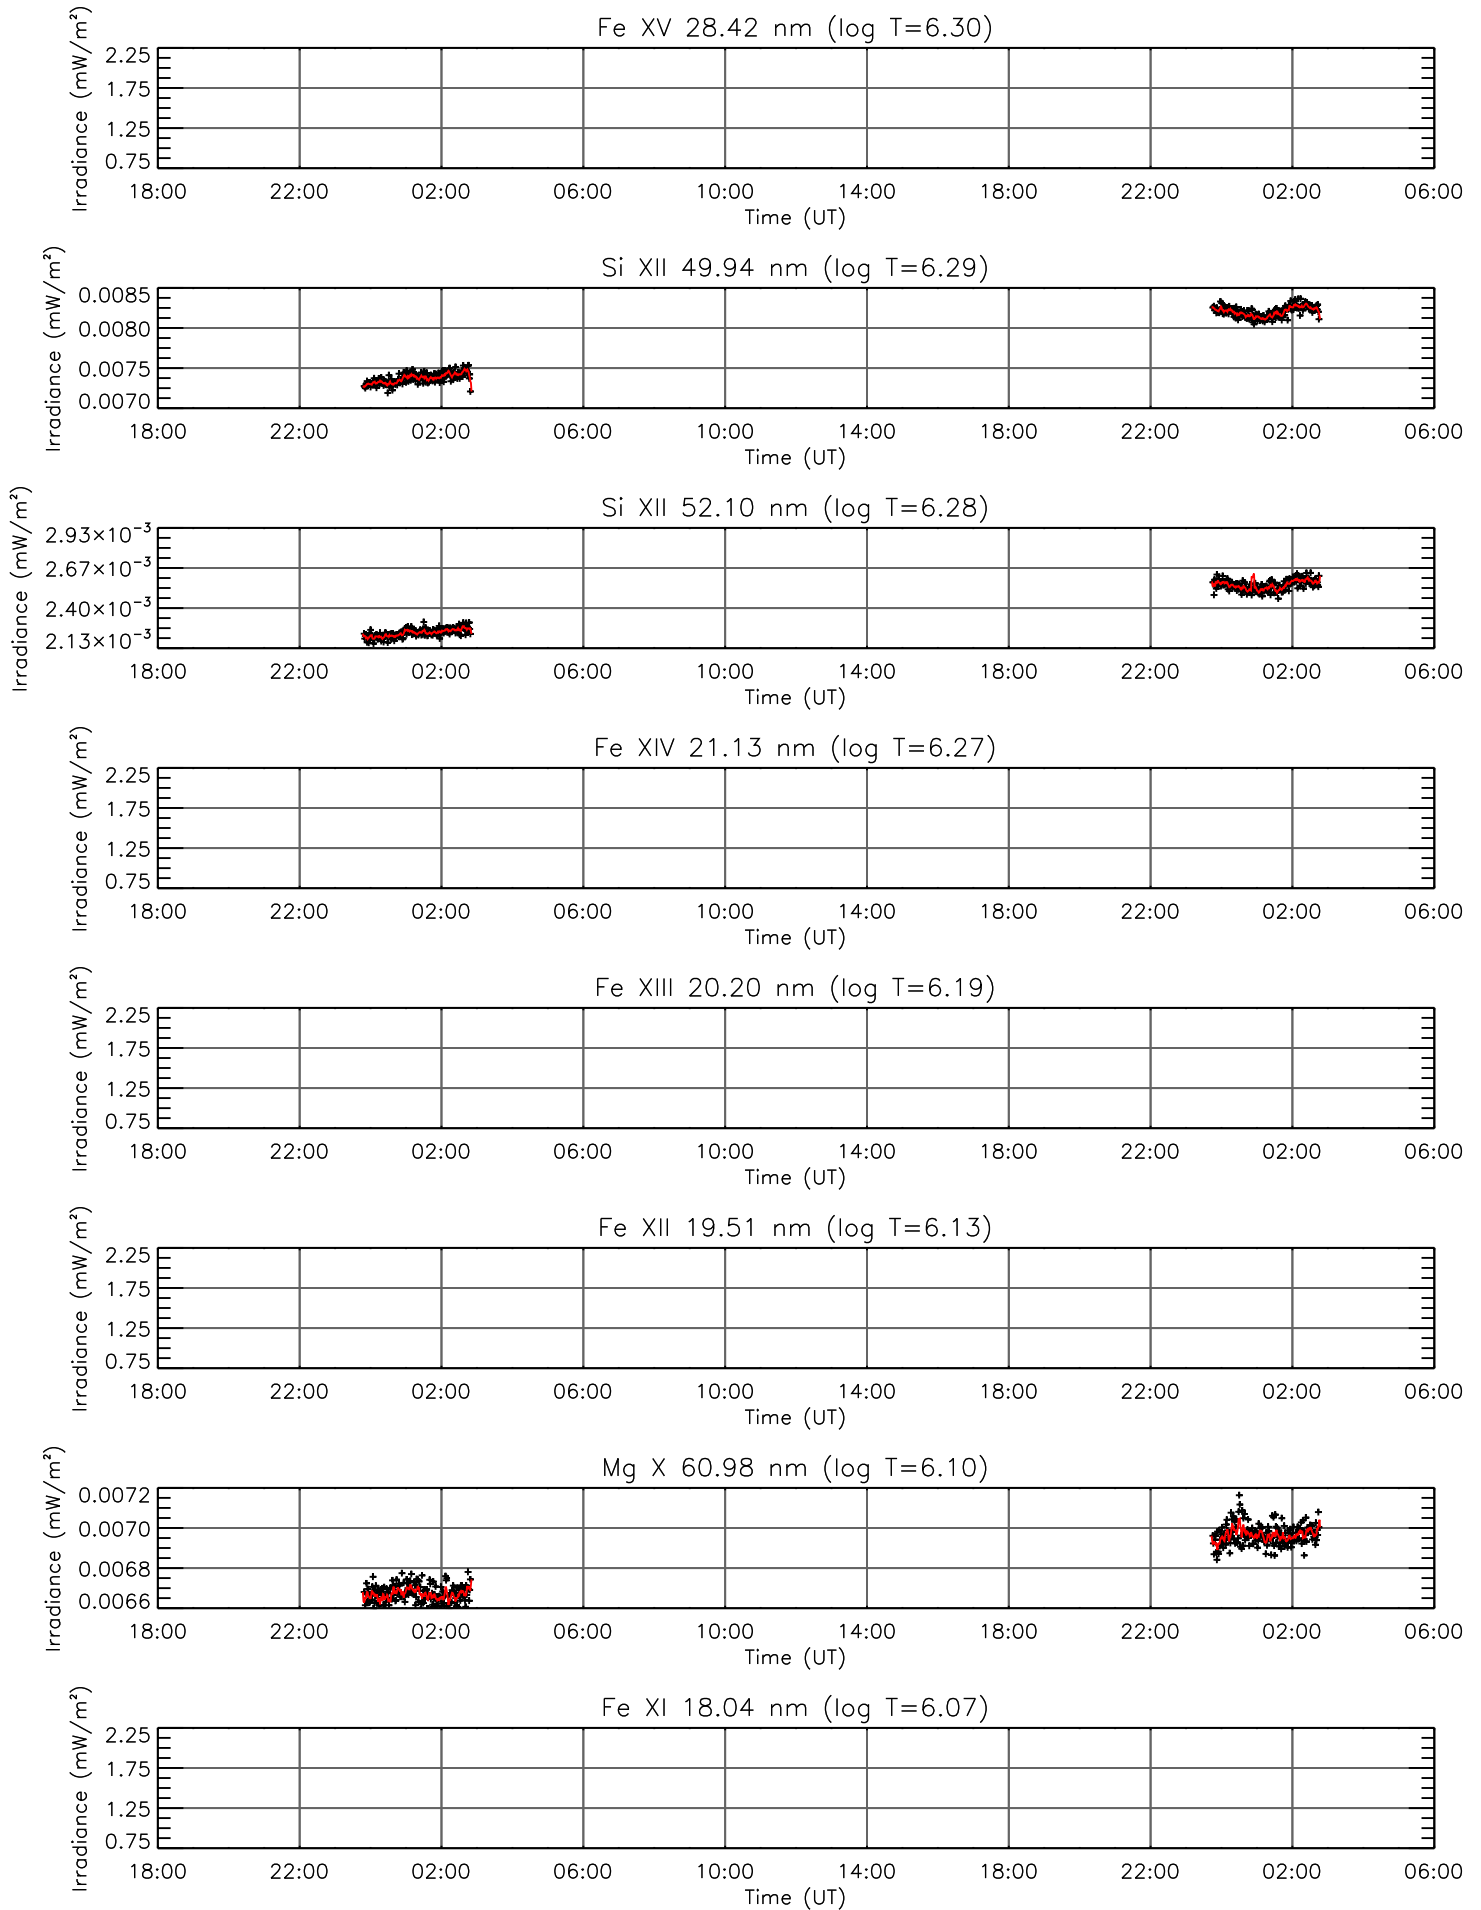 Fe XV 28.42 nm (log T=6.30)
Irradiance (mW/m²)
2.25
1.75
1.25
0.75
18:00 22:00 02:00 06:00 10:00 14:00 18:00 22:00 02:00 06:00
Time (UT)
Si XII 49.94 nm (log T=6.29)
Irradiance (mW/m²)
0.0085
0.0080
0.0075
0.0070
18:00 22:00 02:00 06:00 10:00 14:00 18:00 22:00 02:00 06:00
Time (UT)
Si XII 52.10 nm (log T=6.28)
Irradiance (mW/m²)
2.93×10⁻³
2.67×10⁻³
2.40×10⁻³
2.13×10⁻³
18:00 22:00 02:00 06:00 10:00 14:00 18:00 22:00 02:00 06:00
Time (UT)
Fe XIV 21.13 nm (log T=6.27)
Irradiance (mW/m²)
2.25
1.75
1.25
0.75
18:00 22:00 02:00 06:00 10:00 14:00 18:00 22:00 02:00 06:00
Time (UT)
Fe XIII 20.20 nm (log T=6.19)
Irradiance (mW/m²)
2.25
1.75
1.25
0.75
18:00 22:00 02:00 06:00 10:00 14:00 18:00 22:00 02:00 06:00
Time (UT)
Fe XII 19.51 nm (log T=6.13)
Irradiance (mW/m²)
2.25
1.75
1.25
0.75
18:00 22:00 02:00 06:00 10:00 14:00 18:00 22:00 02:00 06:00
Time (UT)
Mg X 60.98 nm (log T=6.10)
Irradiance (mW/m²)
0.0072
0.0070
0.0068
0.0066
18:00 22:00 02:00 06:00 10:00 14:00 18:00 22:00 02:00 06:00
Time (UT)
Fe XI 18.04 nm (log T=6.07)
Irradiance (mW/m²)
2.25
1.75
1.25
0.75
18:00 22:00 02:00 06:00 10:00 14:00 18:00 22:00 02:00 06:00
Time (UT)